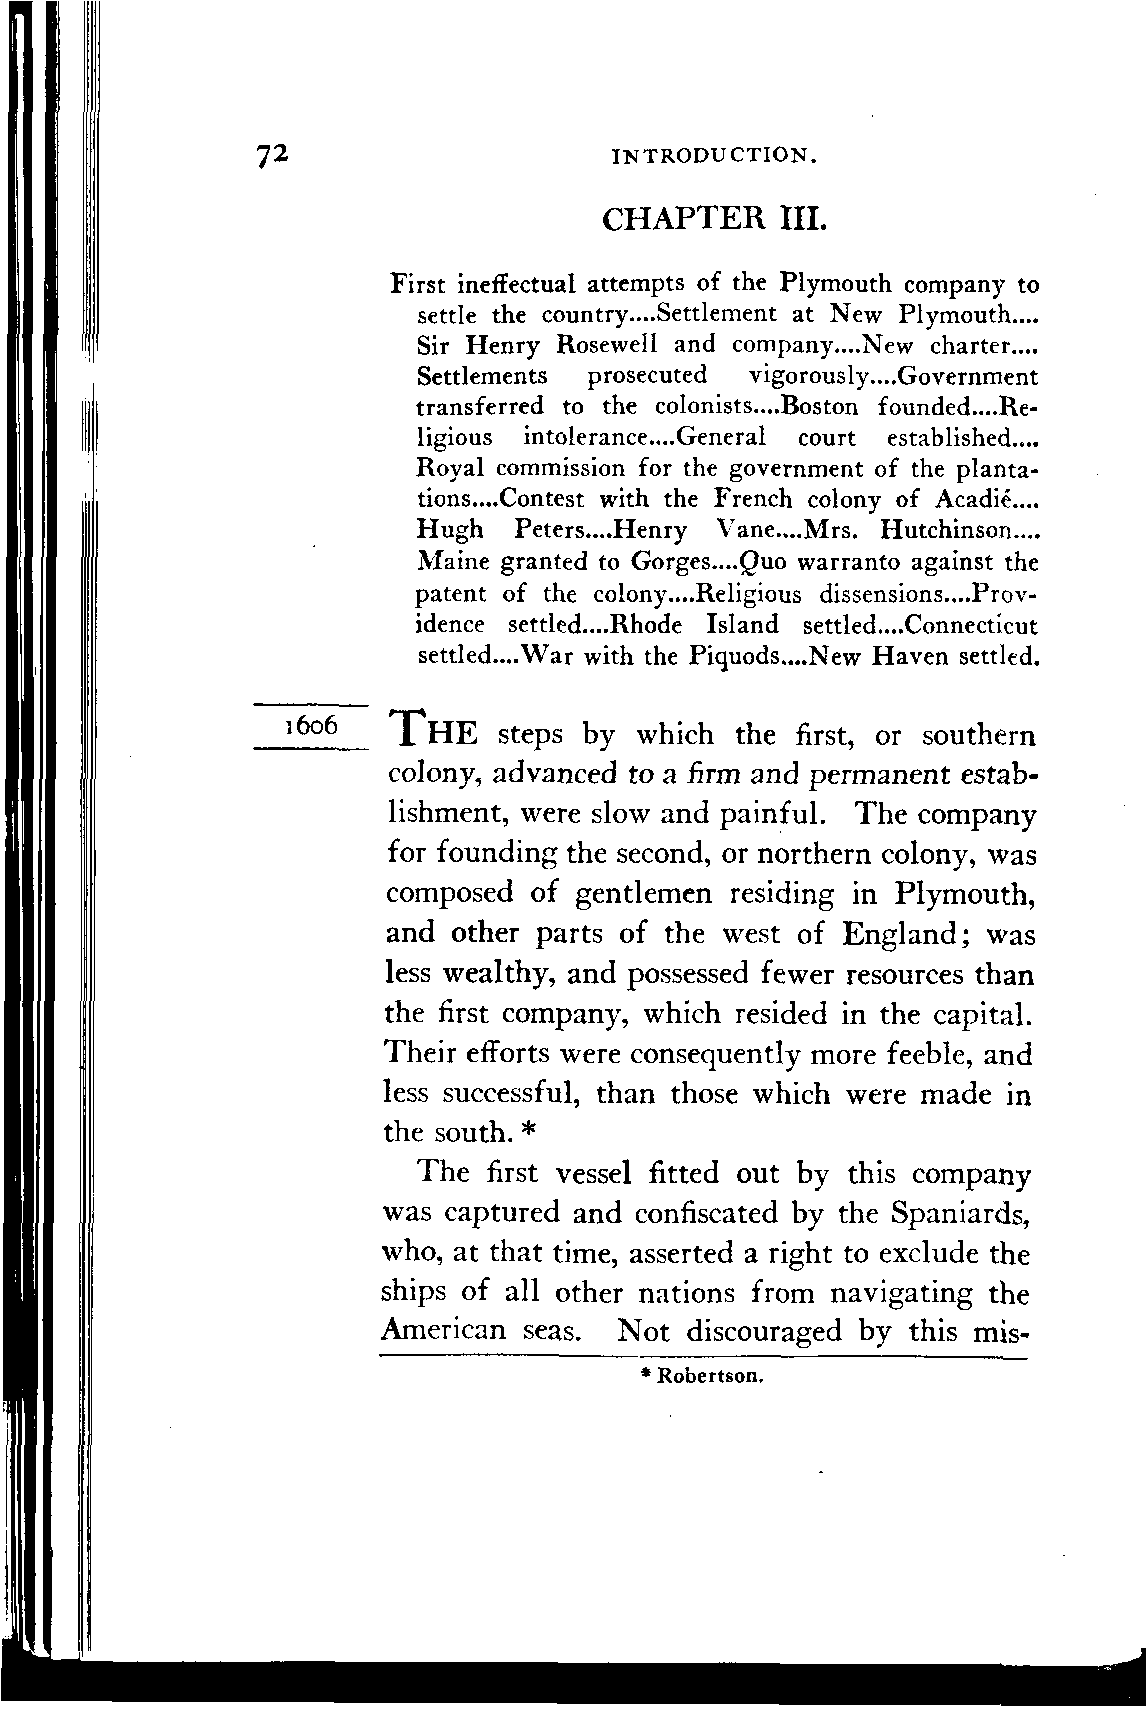 72 INTRODUCTION.
CHAPTER III.
First ineffectual attempts of the Plymouth company to
settle the country....Settlement at New Plymouth....
Sir Henry Rosewell and company....New charter....
Settlements prosecuted vigorously....Government
transferred to the colonists....Boston founded....Re-
ligious intolerance....General court established....
Royal commission for the government of the planta-
tions....Contest with the French colony of Acadié....
Hugh Peters....Henry Vane....Mrs. Hutchinson....
Maine granted to Gorges....Quo warranto against the
patent of the colony....Religious dissensions....Prov-
idence settled....Rhode Island settled....Connecticut
settled....War with the Piquods....New Haven settled.
1606 THE steps by which the first, or southern
colony, advanced to a firm and permanent estab-
lishment, were slow and painful. The company
for founding the second, or northern colony, was
composed of gentlemen residing in Plymouth,
and other parts of the west of England; was
less wealthy, and possessed fewer resources than
the first company, which resided in the capital.
Their efforts were consequently more feeble, and
less successful, than those which were made in
the south. *
The first vessel fitted out by this company
was captured and confiscated by the Spaniards,
who, at that time, asserted a right to exclude the
ships of all other nations from navigating the
American seas. Not discouraged by this mis-
* Robertson.